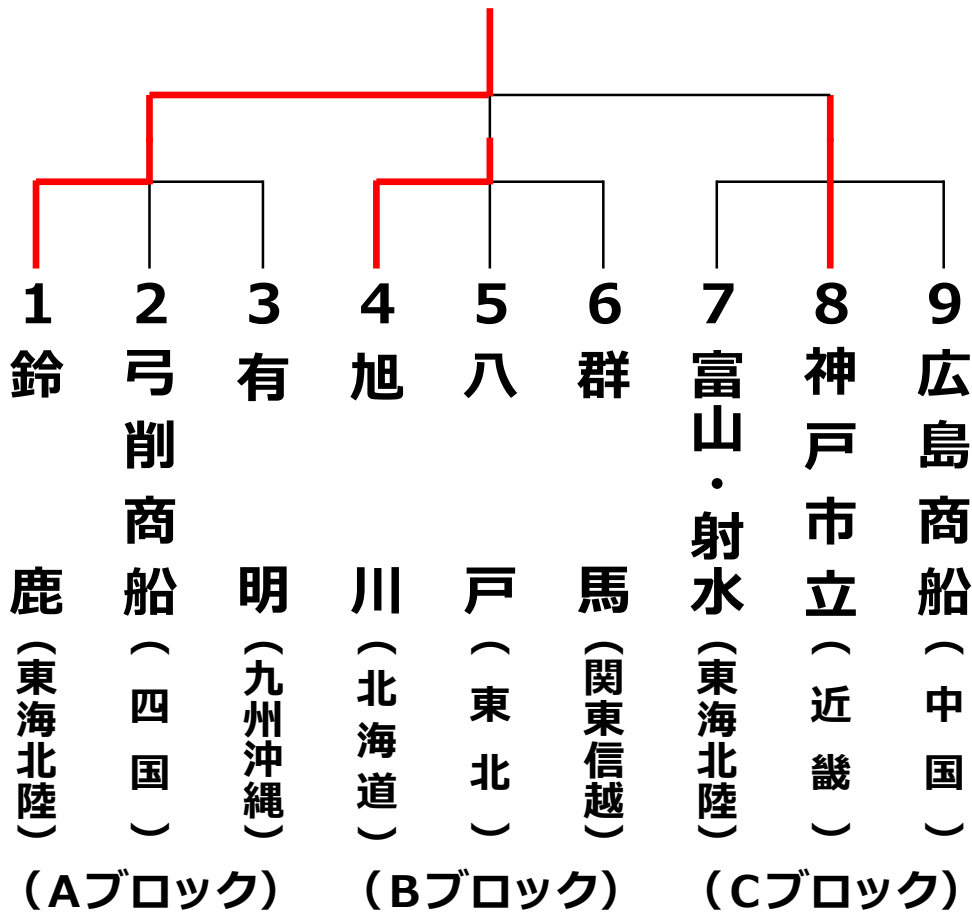 1
鈴鹿
（東海北陸）
2
弓削商船
（四国）
3
有明
（九州沖縄）
4
旭川
（北海道）
5
八戸
（東北）
6
群馬
（関東信越）
7
富山・射水
（東海北陸）
8
神戸市立
（近畿）
9
広島商船
（中国）
（Aブロック）
（Bブロック）
（Cブロック）